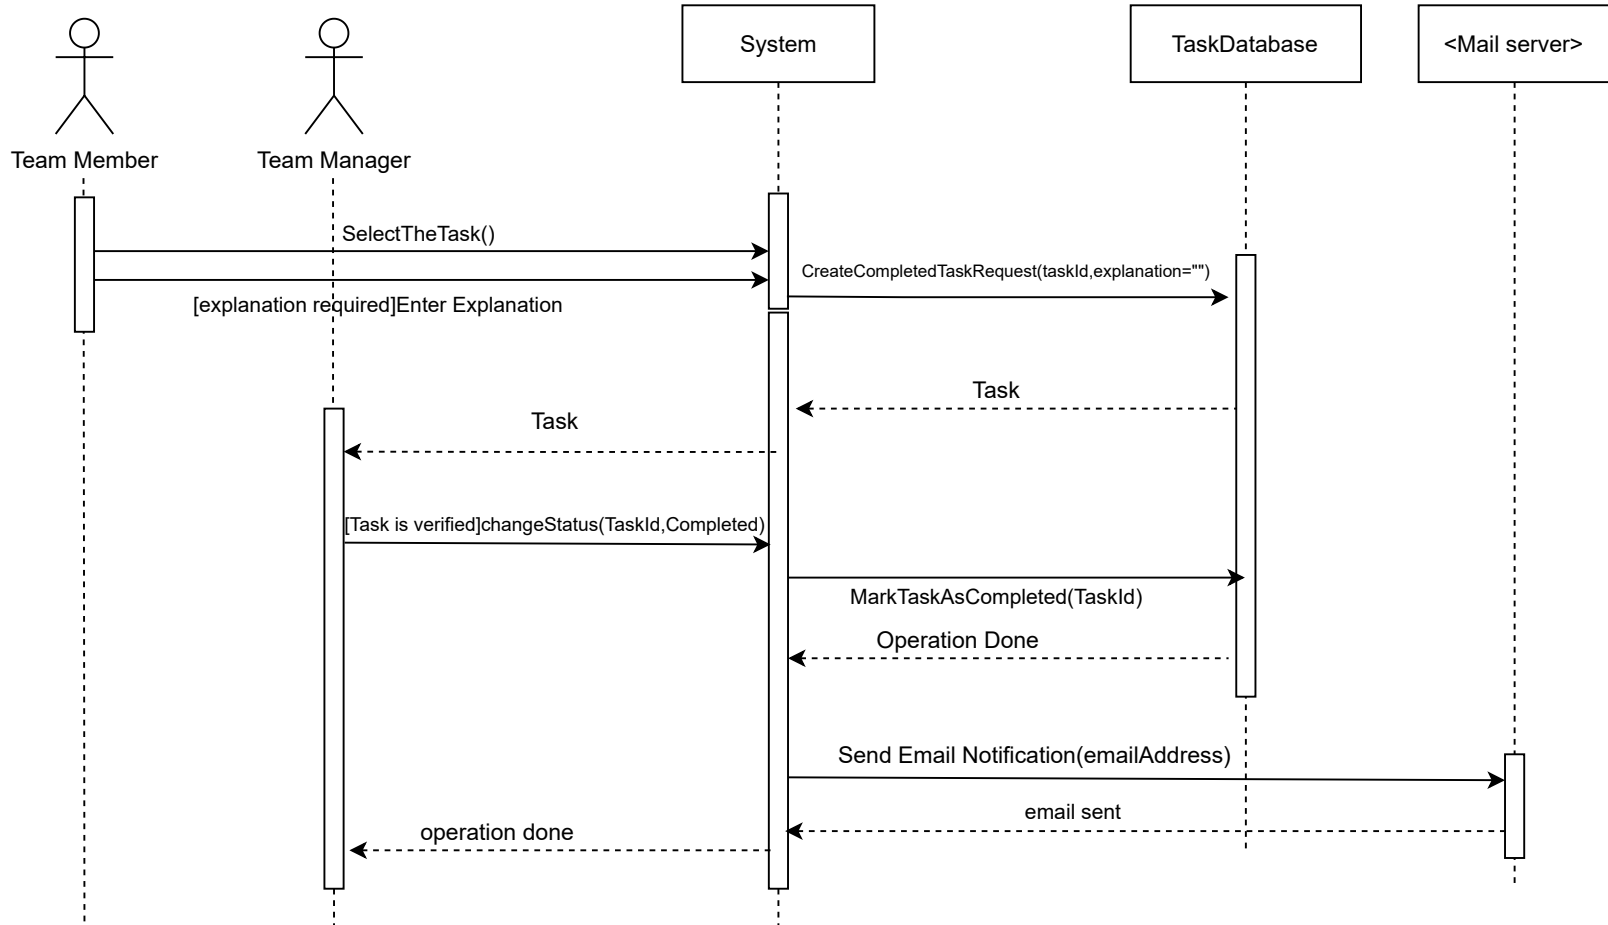 System
TaskDatabase
<Mail server>
Team Member
Team Manager
SelectTheTask()
CreateCompletedTaskRequest(taskId,explanation="")
[explanation required]Enter Explanation
Task
Task
[Task is verified]changeStatus(TaskId,Completed)
MarkTaskAsCompleted(TaskId)
Operation Done
Send Email Notification(emailAddress)
email sent
operation done